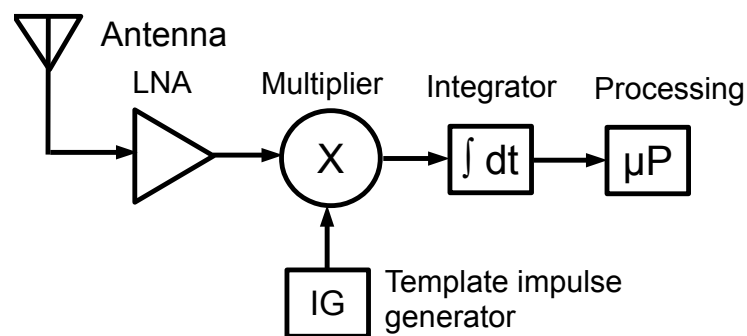 Antenna
LNA
Multiplier
Integrator
Processing
X
∫ dt
µP
IG
Template impulse
generator